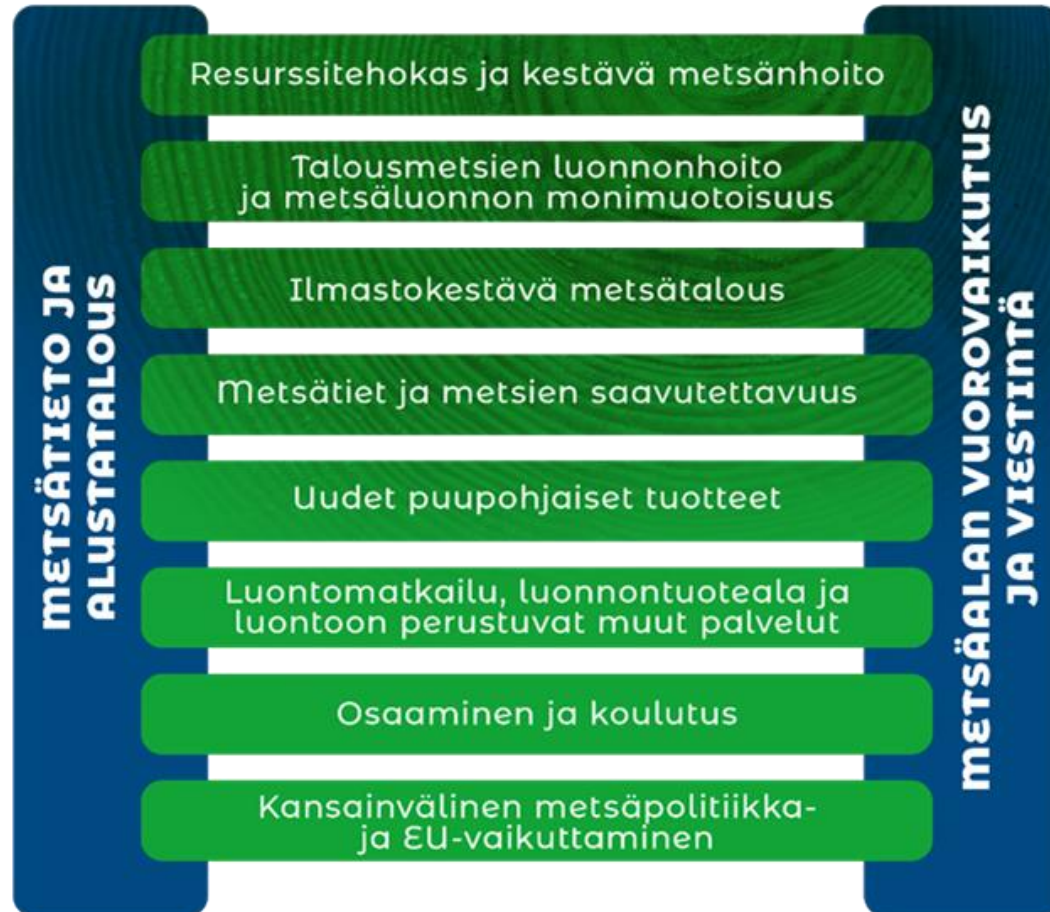 METSÄTIETO JA
ALUSTATALOUS
Resurssitehokas ja kestävä metsänhoito
Talousmetsien luonnonhoito
ja metsäluonnon monimuotoisuus
Ilmastokestävä metsätalous
Metsätiet ja metsien saavutettavuus
Uudet puupohjaiset tuotteet
Luontomatkailu, luonnontuoteala ja
luontoon perustuvat muut palvelut
Osaaminen ja koulutus
Kansainvälinen metsäpolitiikka-
ja EU-vaikuttaminen
METSÄALAN VUOROVAIKUTUS
JA VIESTINTÄ